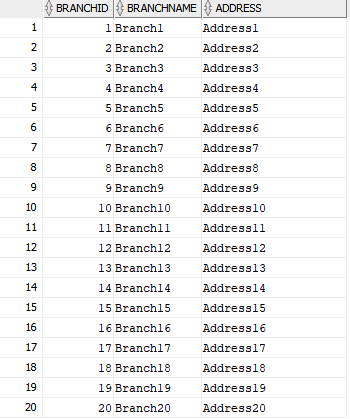 BRANCHID BRANCHNAME ADDRESS
1 1 Branch1 Address1
2 2 Branch2 Address2
3 3 Branch3 Address3
4 4 Branch4 Address4
5 5 Branch5 Address5
6 6 Branch6 Address6
7 7 Branch7 Address7
8 8 Branch8 Address8
9 9 Branch9 Address9
10 10 Branch10 Address10
11 11 Branch11 Address11
12 12 Branch12 Address12
13 13 Branch13 Address13
14 14 Branch14 Address14
15 15 Branch15 Address15
16 16 Branch16 Address16
17 17 Branch17 Address17
18 18 Branch18 Address18
19 19 Branch19 Address19
20 20 Branch20 Address20